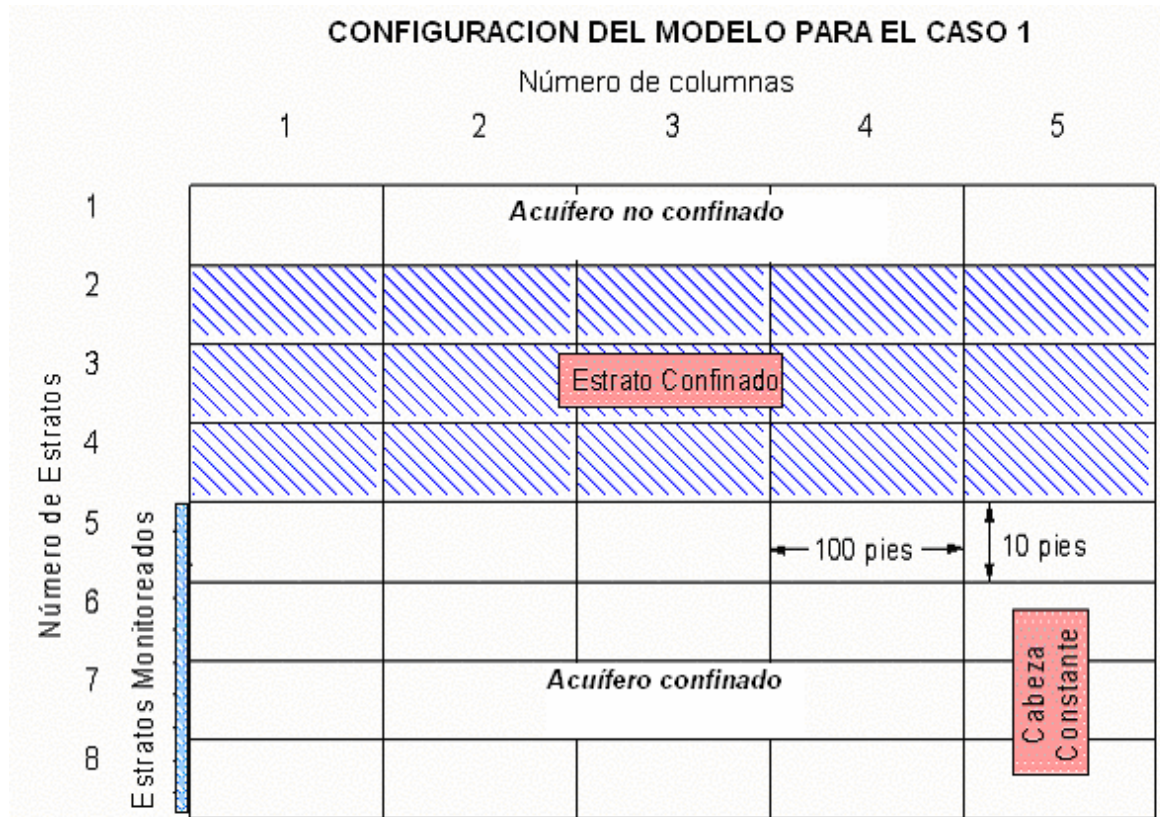 CONFIGURACION DEL MODELO PARA EL CASO 1
Número de columnas
1 2 3 4 5
Número de Estratos
1
2
3
4
5
6
7
8
Acuífero no confinado
Estrato Confinado
Estratos Monitoreados
100 pies
10 pies
Acuífero confinado
Cabeza
Constante